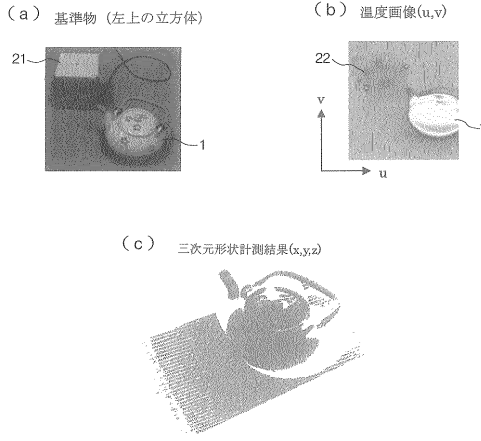 (a) 基準物 (左上の立方体)
21
1
(b) 温度画像(u,v)
22
v
u
(c) 三次元形状計測結果(x,y,z)